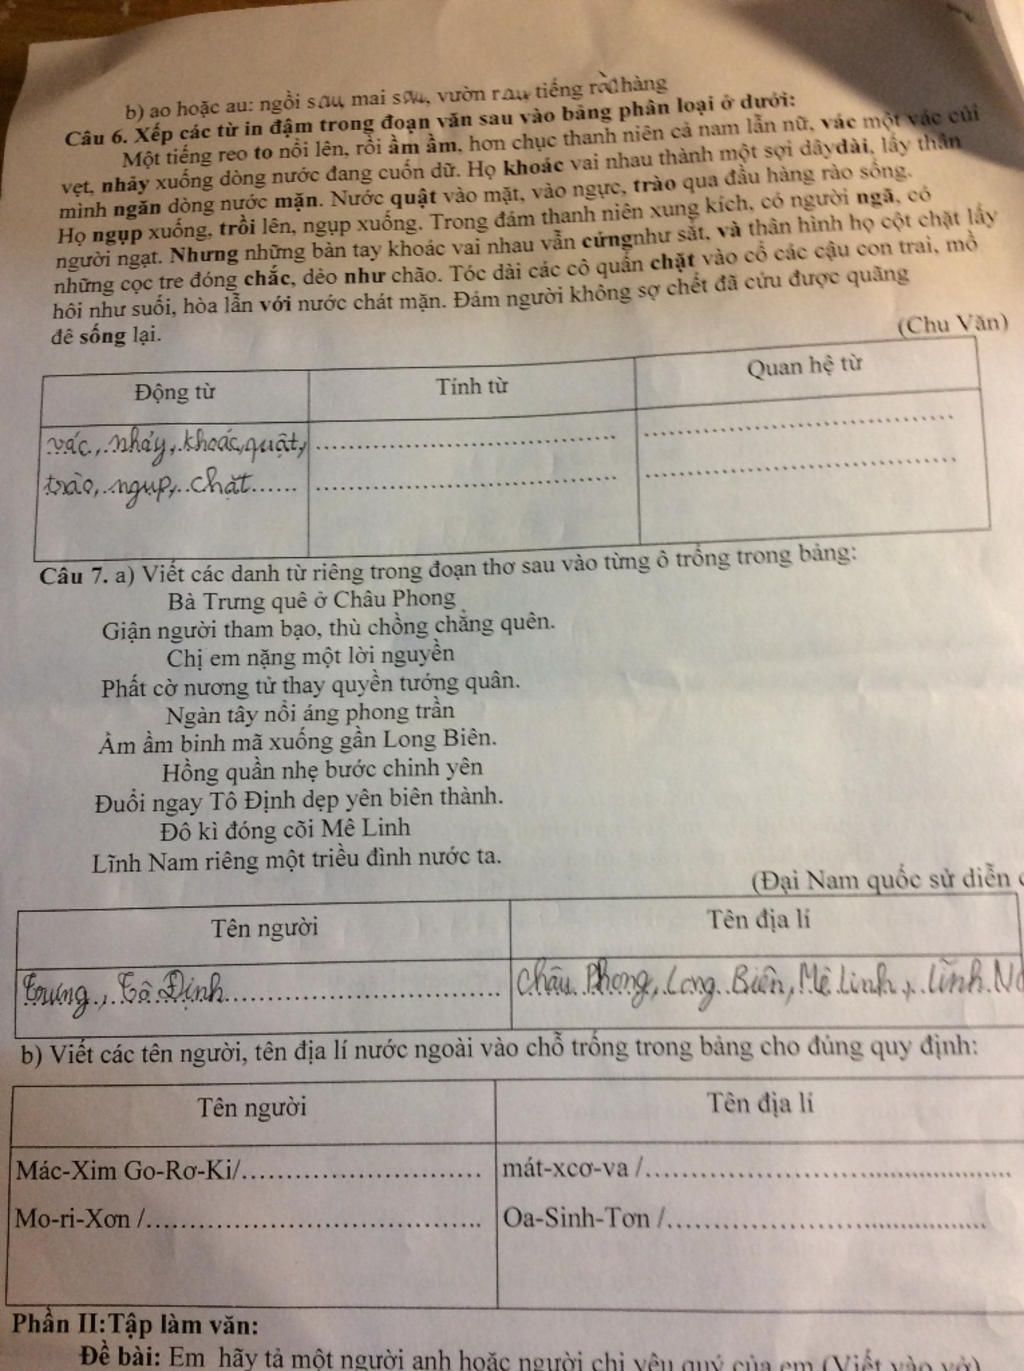 b) ao hoặc au: ngồi sau, mai sau, vườn rau tiếng rao hàng
Câu 6. Xếp các từ in đậm trong đoạn văn sau vào bảng phân loại ở dưới:
Một tiếng reo to nổi lên, rồi ầm ầm, hơn chục thanh niên cả nam lẫn nữ, vác một vác củi
vẹt, nhảy xuống dòng nước đang cuốn dữ. Họ khoác vai nhau thành một sợi dâydài, lấy thân
mình ngăn dòng nước mặn. Nước quật vào mặt, vào ngực, trào qua đầu hàng rào sống.
Họ ngụp xuống, trồi lên, ngụp xuống. Trong đám thanh niên xung kích, có người ngã, có
người ngạt. Nhưng những bàn tay khoác vai nhau vẫn cứngnhư sắt, và thân hình họ cột chặt lấy
những cọc tre đóng chắc, dẻo như chão. Tóc dài các cô quấn chặt vào cổ các cậu con trai, mồ
hôi như suối, hòa lẫn với nước chát mặn. Đám người không sợ chết đã cứu được quãng
đê sống lại.
(Chu Văn)
Động từ Tính từ Quan hệ từ
vác, nhảy, khoác, quật,
trào, ngụp, chặt
Câu 7. a) Viết các danh từ riêng trong đoạn thơ sau vào từng ô trống trong bảng:
Bà Trưng quê ở Châu Phong
Giận người tham bạo, thù chồng chẳng quên.
Chị em nặng một lời nguyền
Phất cờ nương tử thay quyền tướng quân.
Ngàn tây nổi áng phong trần
Ầm ầm binh mã xuống gần Long Biên.
Hồng quần nhẹ bước chinh yên
Đuổi ngay Tô Định dẹp yên biên thành.
Đô kì đóng cõi Mê Linh
Lĩnh Nam riêng một triều đình nước ta.
(Đại Nam quốc sử diễn
Tên người Tên địa lí
Trưng, Tô Định Châu Phong, Long Biên, Mê Linh, Lĩnh Na
b) Viết các tên người, tên địa lí nước ngoài vào chỗ trống trong bảng cho đúng quy định:
Tên người Tên địa lí
Mác-Xim Go-Rơ-Ki/........................... mát-xcơ-va /........................................
Mo-ri-Xơn /..................................... Oa-Sinh-Tơn /...................................
Phần II:Tập làm văn:
Đề bài: Em hãy tả một người anh hoặc người chị yêu quý của em (Viết vào vở)